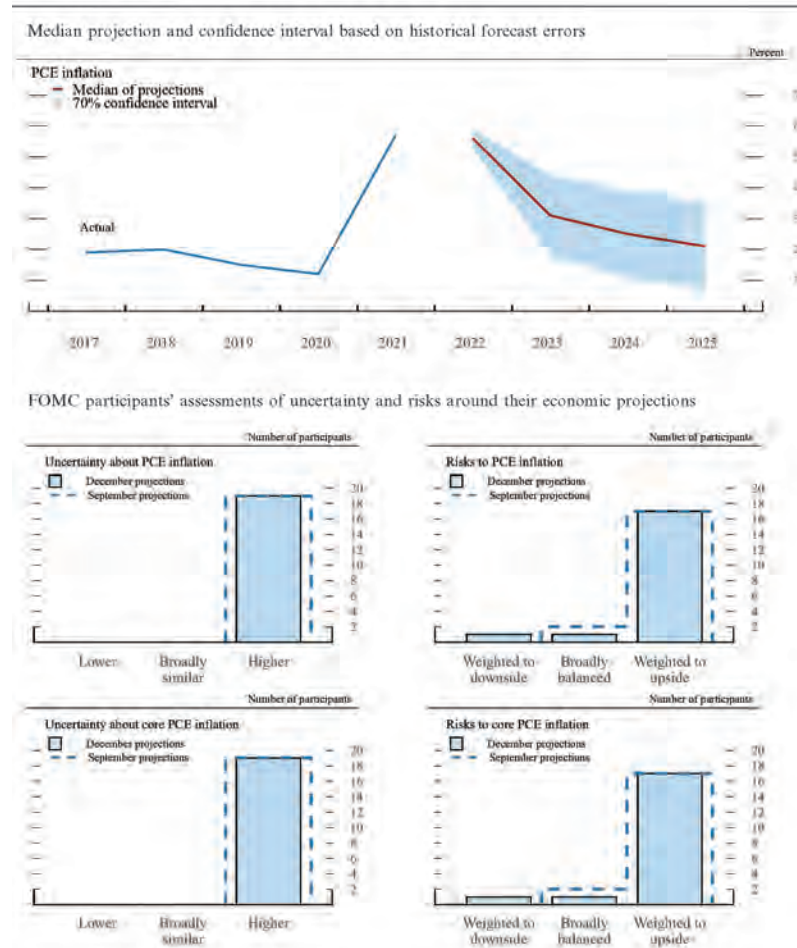 Median projection and confidence interval based on historical forecast errors
Percent
PCE inflation
Median of projections
70% confidence interval
7
6
5
4
3
2
1
Actual
2017 2018 2019 2020 2021 2022 2023 2024 2025
FOMC participants' assessments of uncertainty and risks around their economic projections
Number of participants
Uncertainty about PCE inflation
December projections
September projections
20
18
16
14
12
10
8
6
4
2
Lower Broadly similar Higher
Number of participants
Risks to PCE inflation
December projections
September projections
20
18
16
14
12
10
8
6
4
2
Weighted to downside Broadly balanced Weighted to upside
Number of participants
Uncertainty about core PCE inflation
December projections
September projections
20
18
16
14
12
10
8
6
4
2
Lower Broadly similar Higher
Number of participants
Risks to core PCE inflation
December projections
September projections
20
18
16
14
12
10
8
6
4
2
Weighted to downside Broadly balanced Weighted to upside